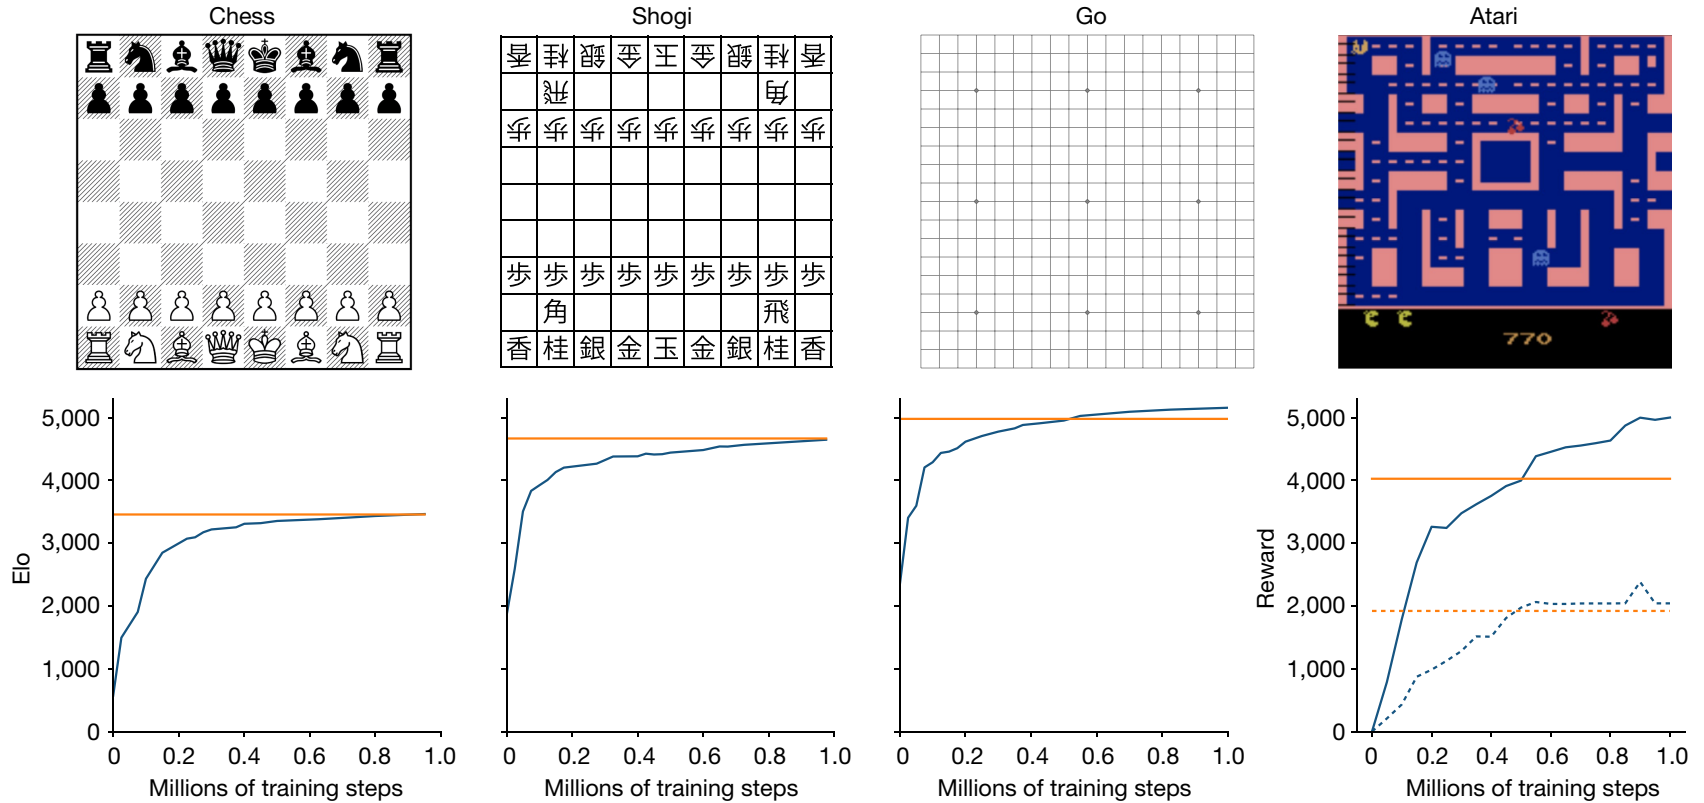 Chess
Shogi
Go
Atari
香 桂 銀 金 玉 金 銀 桂 香
飛 角
歩 歩 歩 歩 歩 歩 歩 歩 歩
歩 歩 歩 歩 歩 歩 歩 歩 歩
角 飛
香 桂 銀 金 玉 金 銀 桂 香
770
Elo
5,000
4,000
3,000
2,000
1,000
0
0 0.2 0.4 0.6 0.8 1.0
Millions of training steps
0 0.2 0.4 0.6 0.8 1.0
Millions of training steps
0 0.2 0.4 0.6 0.8 1.0
Millions of training steps
Reward
5,000
4,000
3,000
2,000
1,000
0
0 0.2 0.4 0.6 0.8 1.0
Millions of training steps